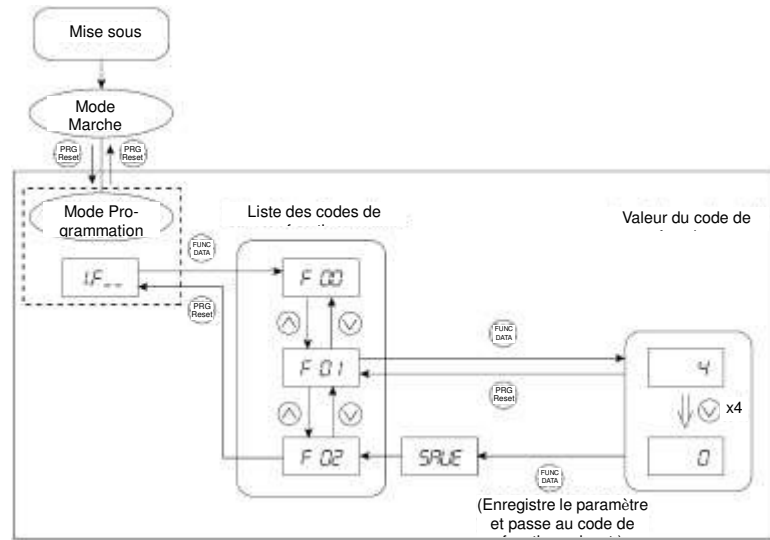 Mise sous
Mode
Marche
PRG
Reset
PRG
Reset
Mode Pro-
grammation
1.F__
FUNC
DATA
PRG
Reset
Liste des codes de
F 00
F 01
F 02
FUNC
DATA
PRG
Reset
SAVE
FUNC
DATA
(Enregistre le paramètre
et passe au code de
Valeur du code de
4
x4
0